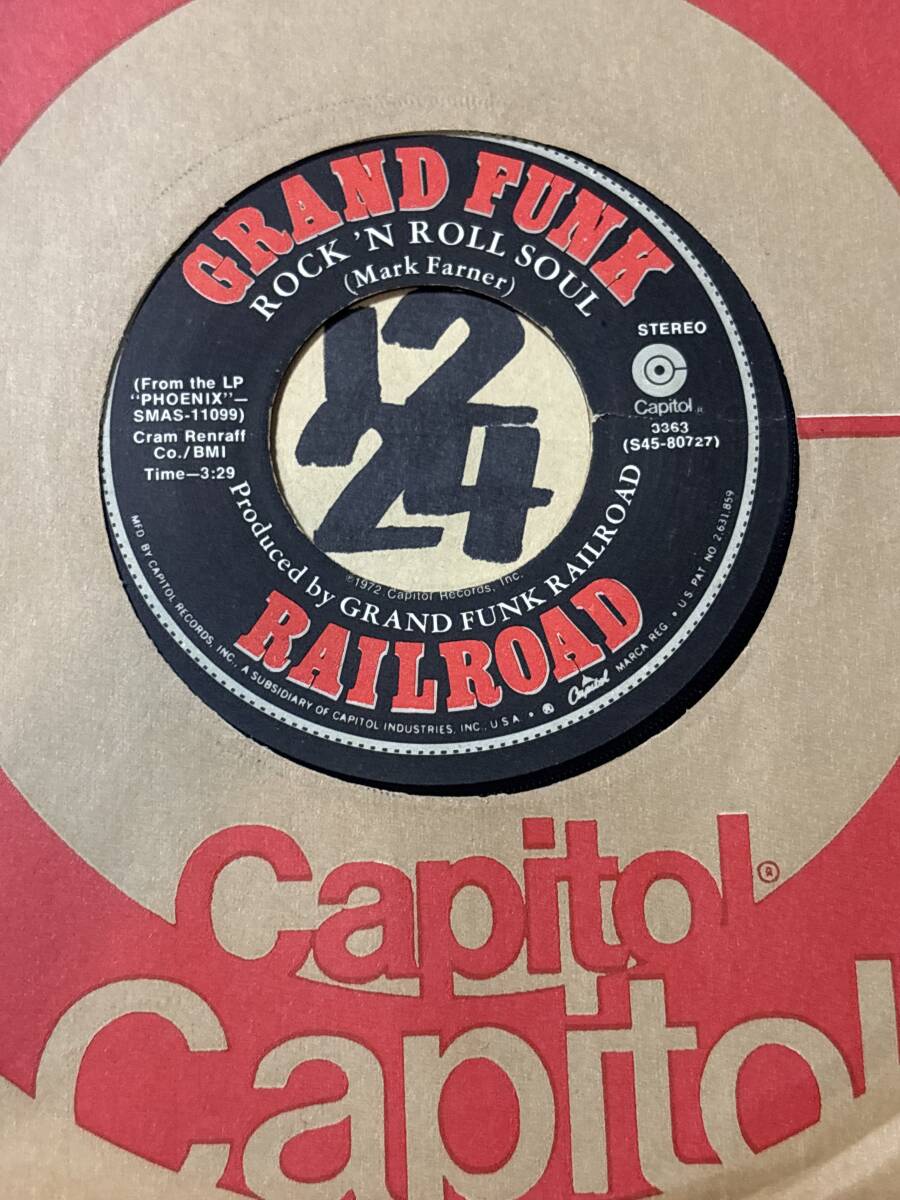 GRAND FUNK
ROCK 'N ROLL SOUL
(Mark Farner)
(From the LP
"PHOENIX"—
SMAS-11099)
Cram Renraff
Co./BMI
Time—3:29
12
24
STEREO
Capitol®
3363
(S45-80727)
©1972 Capitol Records, Inc.
Produced by GRAND FUNK RAILROAD
RAILROAD
MFD. BY CAPITOL RECORDS, INC., A SUBSIDIARY OF CAPITOL INDUSTRIES, INC., U.S.A. • ® Capitol MARCA REG. • U.S. PAT. NO. 2,631,859
Capitol®
Capitol